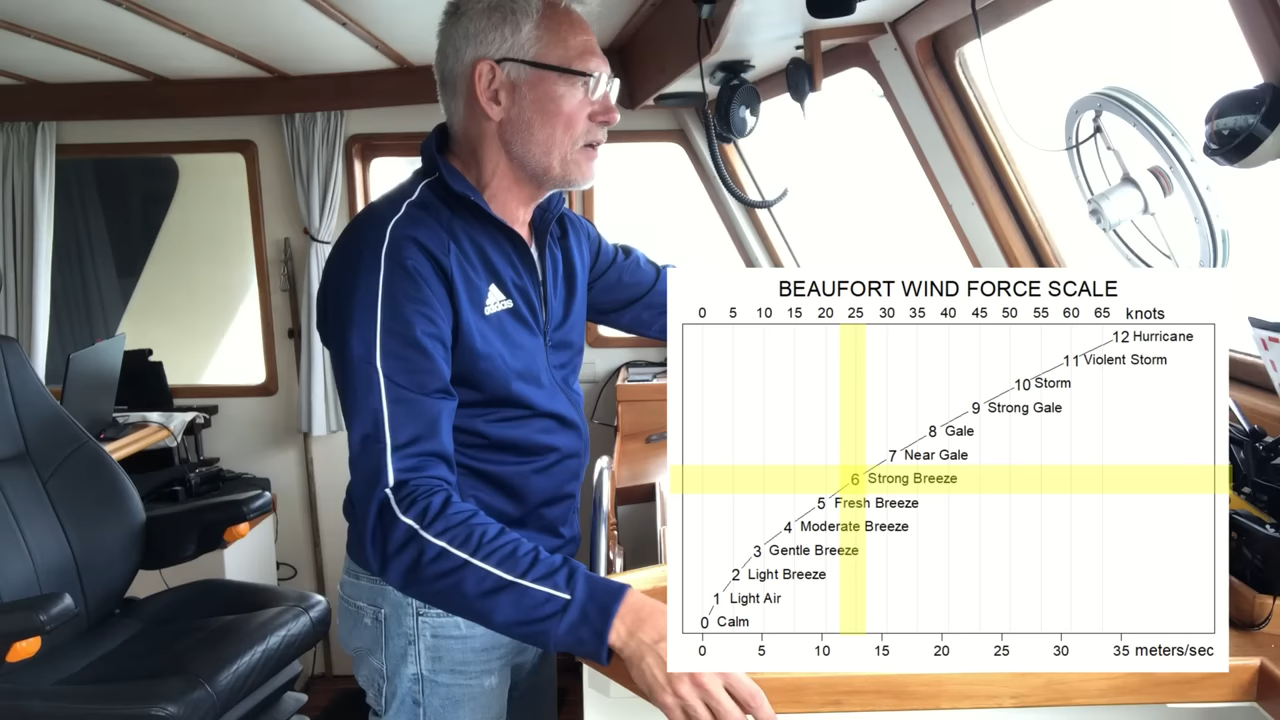 adidas
BEAUFORT WIND FORCE SCALE
0 5 10 15 20 25 30 35 40 45 50 55 60 65 knots
12 Hurricane
11 Violent Storm
10 Storm
9 Strong Gale
8 Gale
7 Near Gale
6 Strong Breeze
5 Fresh Breeze
4 Moderate Breeze
3 Gentle Breeze
2 Light Breeze
1 Light Air
0 Calm
0 5 10 15 20 25 30 35 meters/sec